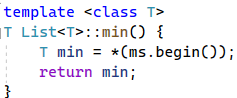 template <class T>
T List<T>::min() {
    T min = *(ms.begin());
    return min;
}